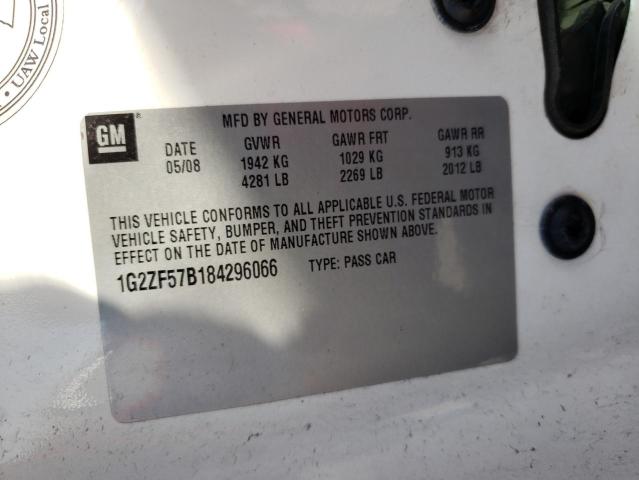 UAW Local
GM
MFD BY GENERAL MOTORS CORP.
DATE GVWR GAWR FRT GAWR RR
05/08 1942 KG 1029 KG 913 KG
4281 LB 2269 LB 2012 LB
THIS VEHICLE CONFORMS TO ALL APPLICABLE U.S. FEDERAL MOTOR
VEHICLE SAFETY, BUMPER, AND THEFT PREVENTION STANDARDS IN
EFFECT ON THE DATE OF MANUFACTURE SHOWN ABOVE.
1G2ZF57B184296066 TYPE: PASS CAR